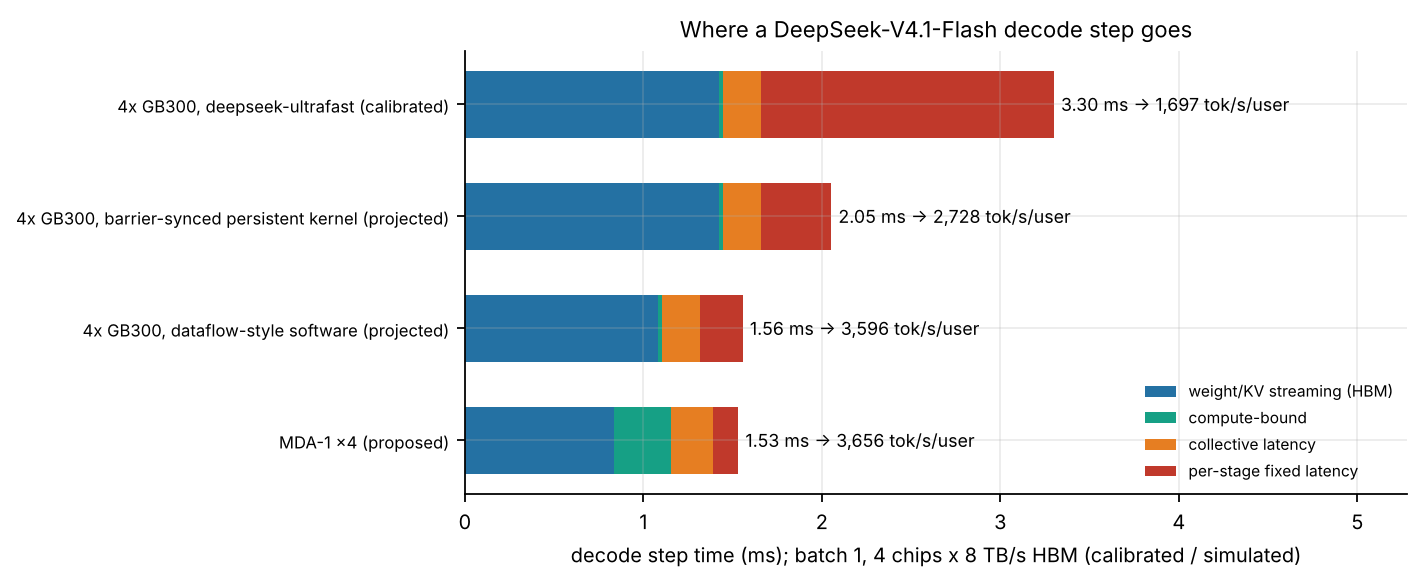 Where a DeepSeek-V4.1-Flash decode step goes
4x GB300, deepseek-ultrafast (calibrated)
3.30 ms → 1,697 tok/s/user
4x GB300, barrier-synced persistent kernel (projected)
2.05 ms → 2,728 tok/s/user
4x GB300, dataflow-style software (projected)
1.56 ms → 3,596 tok/s/user
MDA-1 ×4 (proposed)
1.53 ms → 3,656 tok/s/user
weight/KV streaming (HBM)
compute-bound
collective latency
per-stage fixed latency
0 1 2 3 4 5
decode step time (ms); batch 1, 4 chips x 8 TB/s HBM (calibrated / simulated)